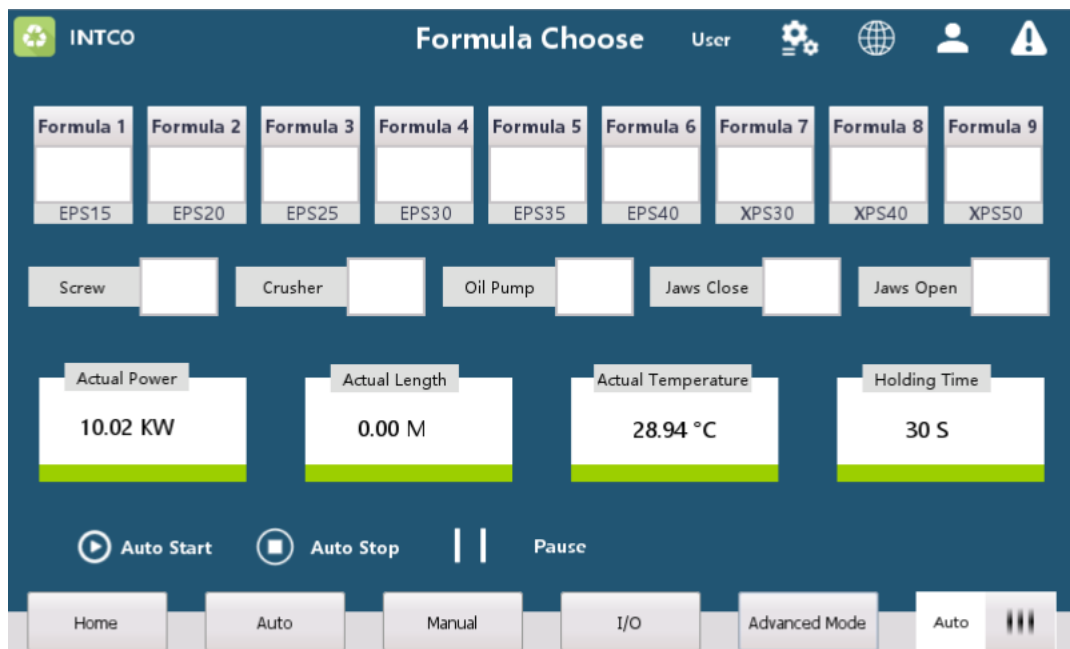 INTCO Formula Choose User
Formula 1 Formula 2 Formula 3 Formula 4 Formula 5 Formula 6 Formula 7 Formula 8 Formula 9
EPS15 EPS20 EPS25 EPS30 EPS35 EPS40 XPS30 XPS40 XPS50
Screw Crusher Oil Pump Jaws Close Jaws Open
Actual Power Actual Length Actual Temperature Holding Time
10.02 KW 0.00 M 28.94 °C 30 S
Auto Start Auto Stop Pause
Home Auto Manual I/O Advanced Mode Auto